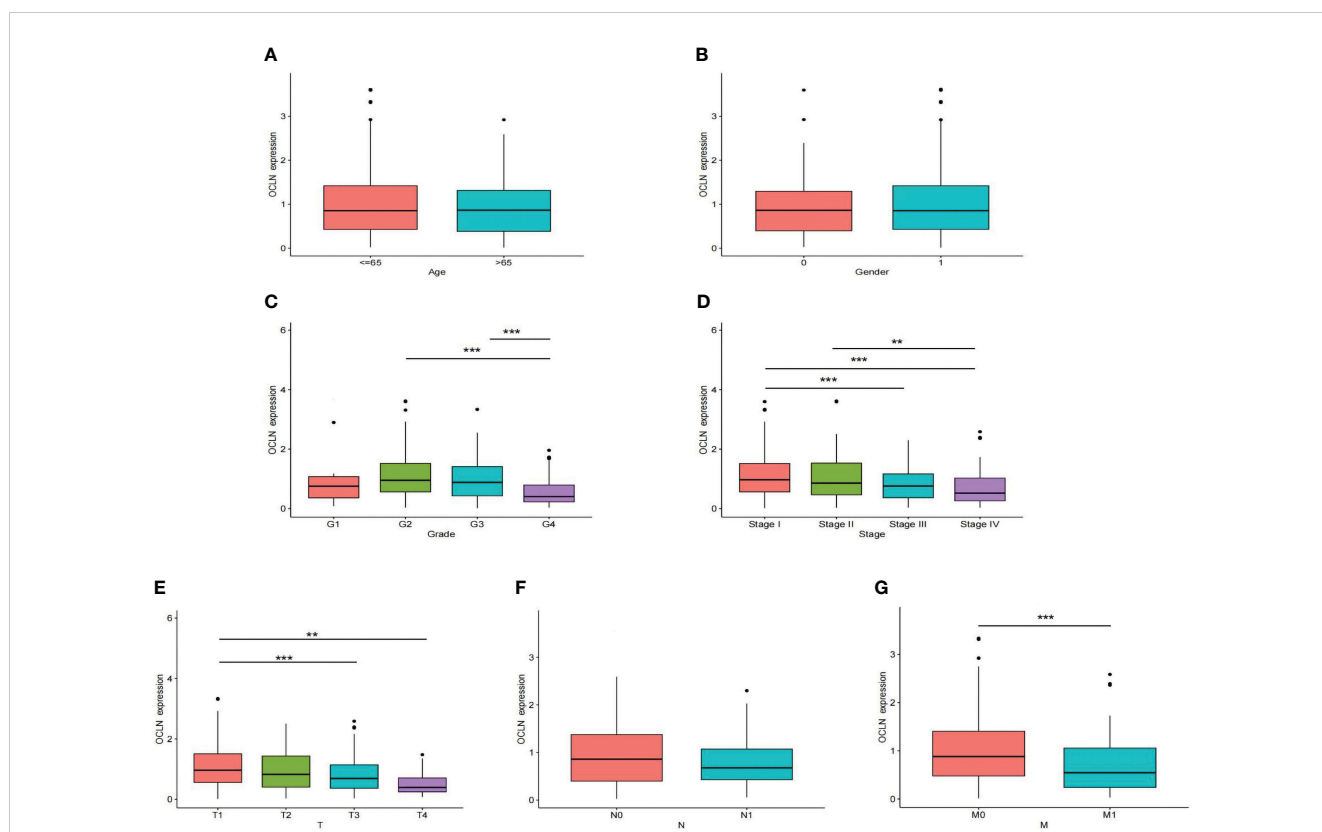 A
OCLN expression
3
2
1
0
<=65
>65
Age
B
OCLN expression
3
2
1
0
0
1
Gender
C
OCLN expression
6
4
2
0
***
***
G1
G2
G3
G4
Grade
D
OCLN expression
6
4
2
0
**
***
***
Stage I
Stage II
Stage III
Stage IV
Stage
E
OCLN expression
6
4
2
0
**
***
T1
T2
T3
T4
T
F
OCLN expression
3
2
1
0
N0
N1
N
G
OCLN expression
3
2
1
0
***
M0
M1
M